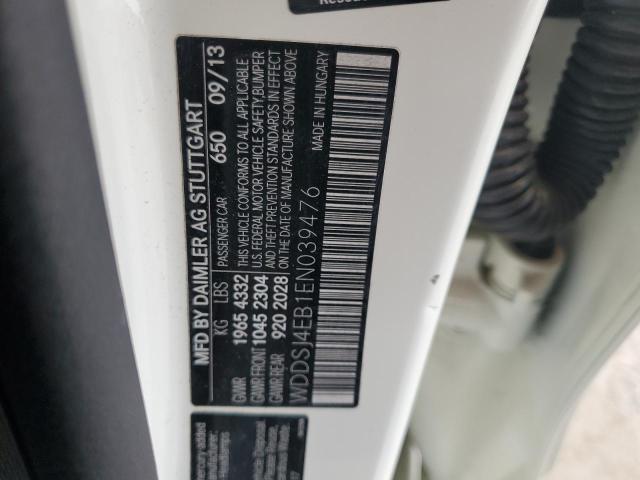 MFD BY DAIMLER AG STUTTGART
PASSENGER CAR 650 09/13
KG LBS
GVWR 1965 4332
GAWR FRONT 1045 2304
GAWR REAR 920 2028
THIS VEHICLE CONFORMS TO ALL APPLICABLE
U.S. FEDERAL MOTOR VEHICLE SAFETY, BUMPER
AND THEFT PREVENTION STANDARDS IN EFFECT
ON THE DATE OF MANUFACTURE SHOWN ABOVE
WDDSJ4EB1EN039476
MADE IN HUNGARY
mercury added